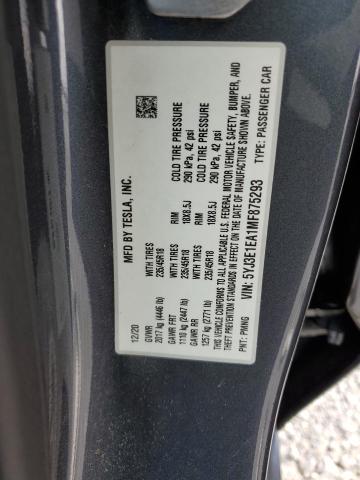 MFD BY TESLA, INC.
12/20
GVWR
2017 kg (4446 lb)
GAWR FRT
1110 kg (2447 lb)
GAWR RR
1257 kg (2771 lb)
WITH TIRES
235/45R18
WITH TIRES
235/45R18
RIM
18X8.5J
RIM
18X8.5J
COLD TIRE PRESSURE
290 kPa, 42 psi
COLD TIRE PRESSURE
290 kPa, 42 psi
THIS VEHICLE CONFORMS TO ALL APPLICABLE U.S. FEDERAL MOTOR VEHICLE SAFETY, BUMPER, AND
THEFT PREVENTION STANDARDS IN EFFECT ON THE DATE OF MANUFACTURE SHOWN ABOVE.
VIN: 5YJ3E1EA1MF875293
TYPE: PASSENGER CAR
PNT: PMNG